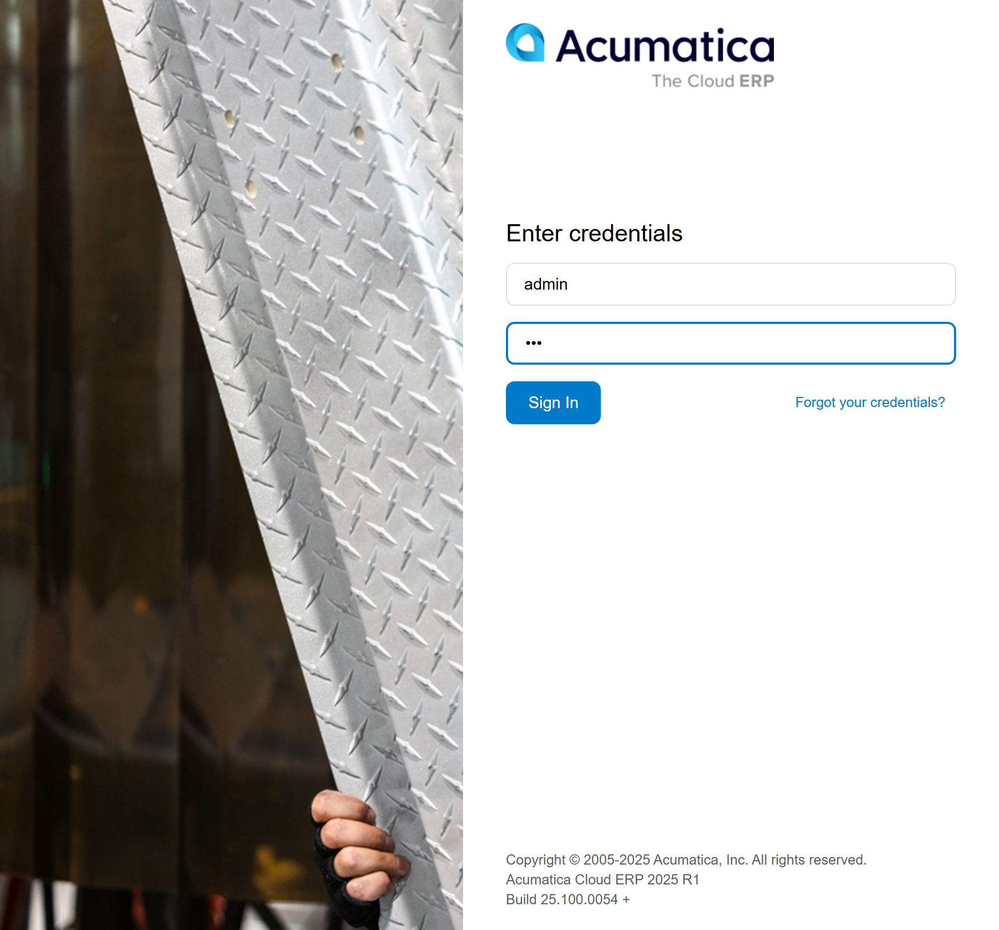 Acumatica
The Cloud ERP
Enter credentials
admin
•••
Sign In
Forgot your credentials?
Copyright © 2005-2025 Acumatica, Inc. All rights reserved.
Acumatica Cloud ERP 2025 R1
Build 25.100.0054 +